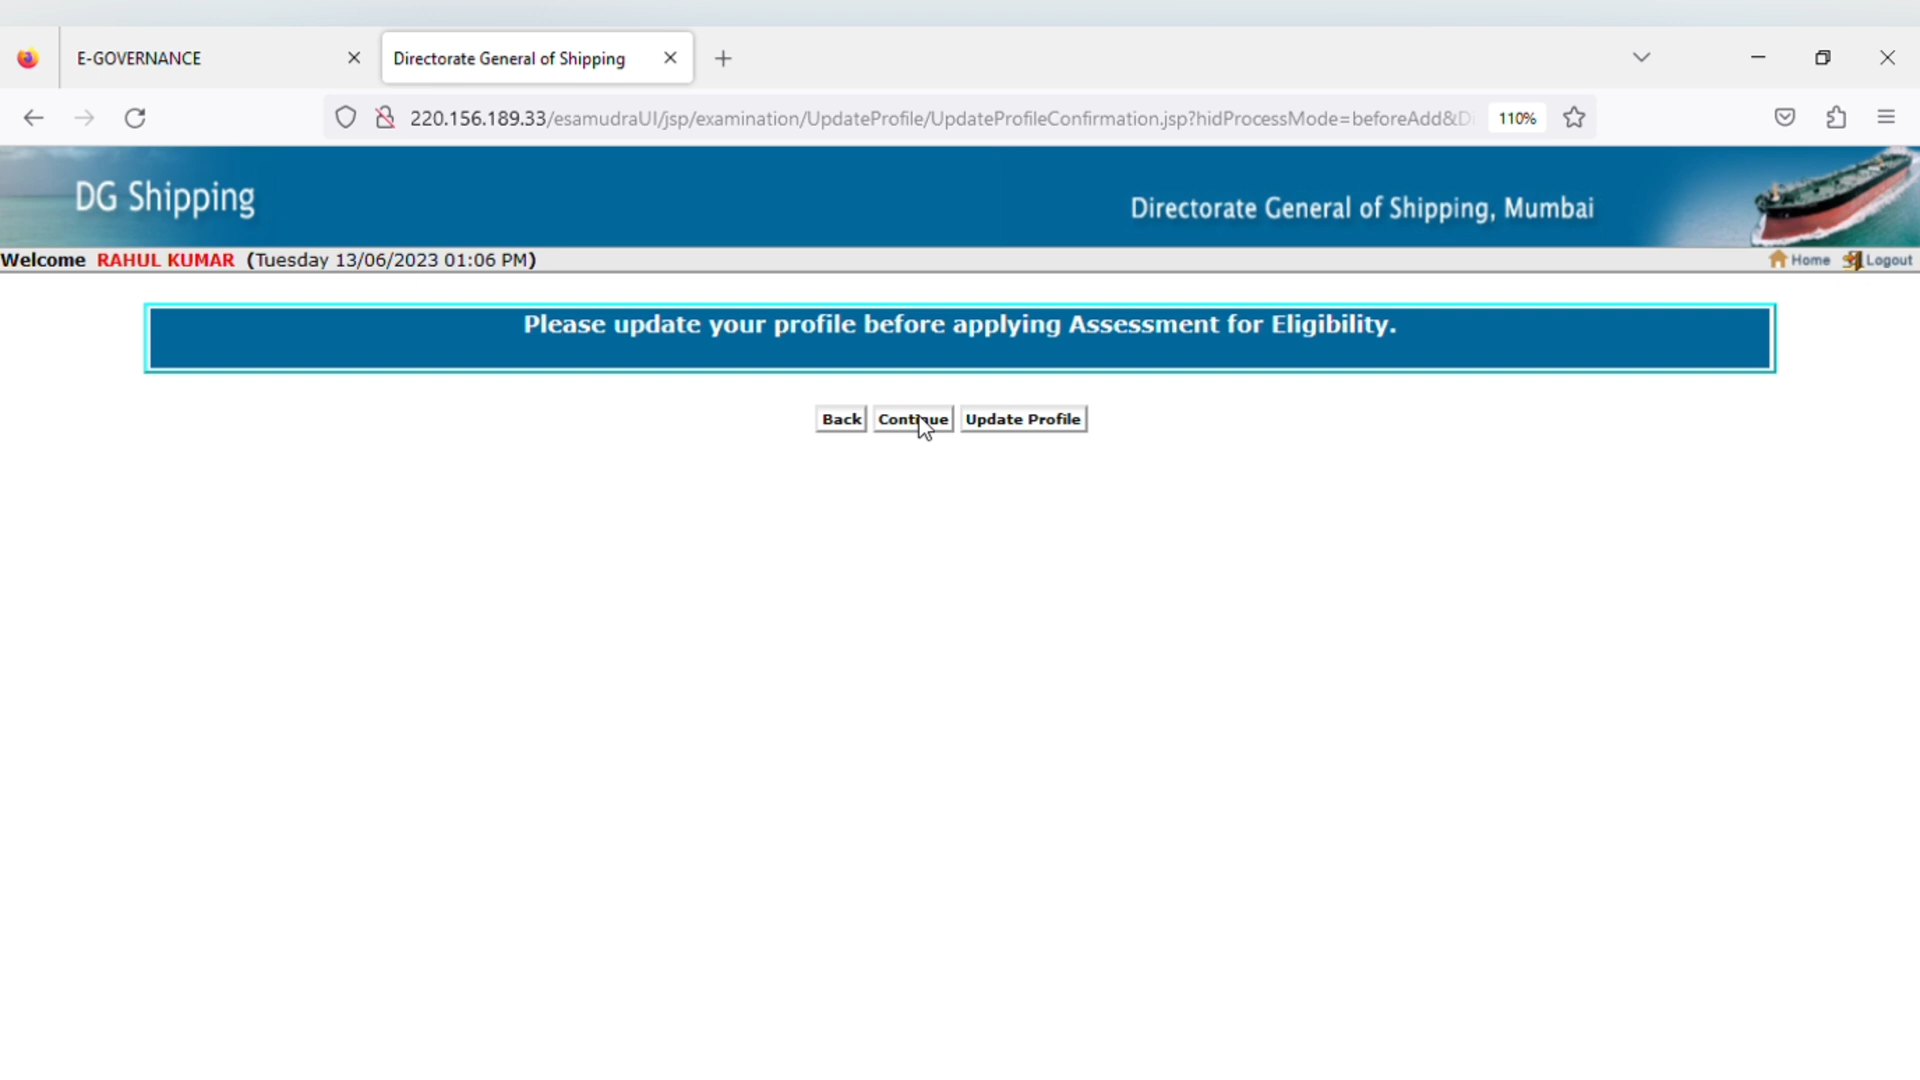 E-GOVERNANCE
Directorate General of Shipping
220.156.189.33/esamudraUI/jsp/examination/UpdateProfile/UpdateProfileConfirmation.jsp?hidProcessMode=beforeAdd&D
110%
DG Shipping
Directorate General of Shipping, Mumbai
Welcome RAHUL KUMAR (Tuesday 13/06/2023 01:06 PM)
Home Logout
Please update your profile before applying Assessment for Eligibility.
Back Continue Update Profile